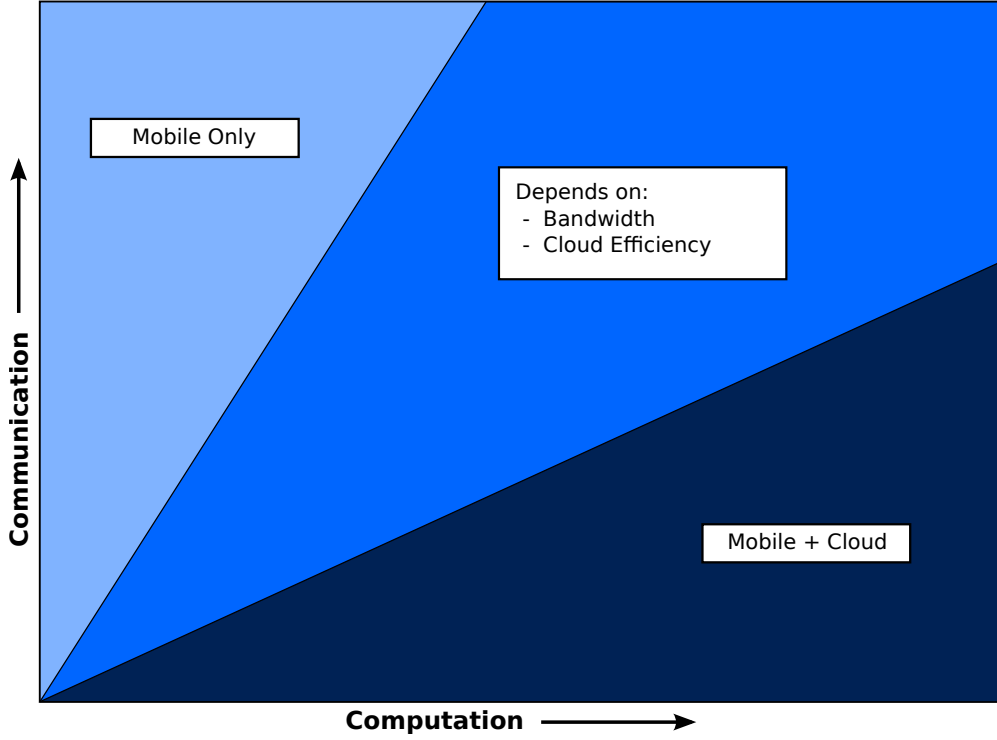 Mobile Only
Depends on:
- Bandwidth
- Cloud Efficiency
Communication
Mobile + Cloud
Computation